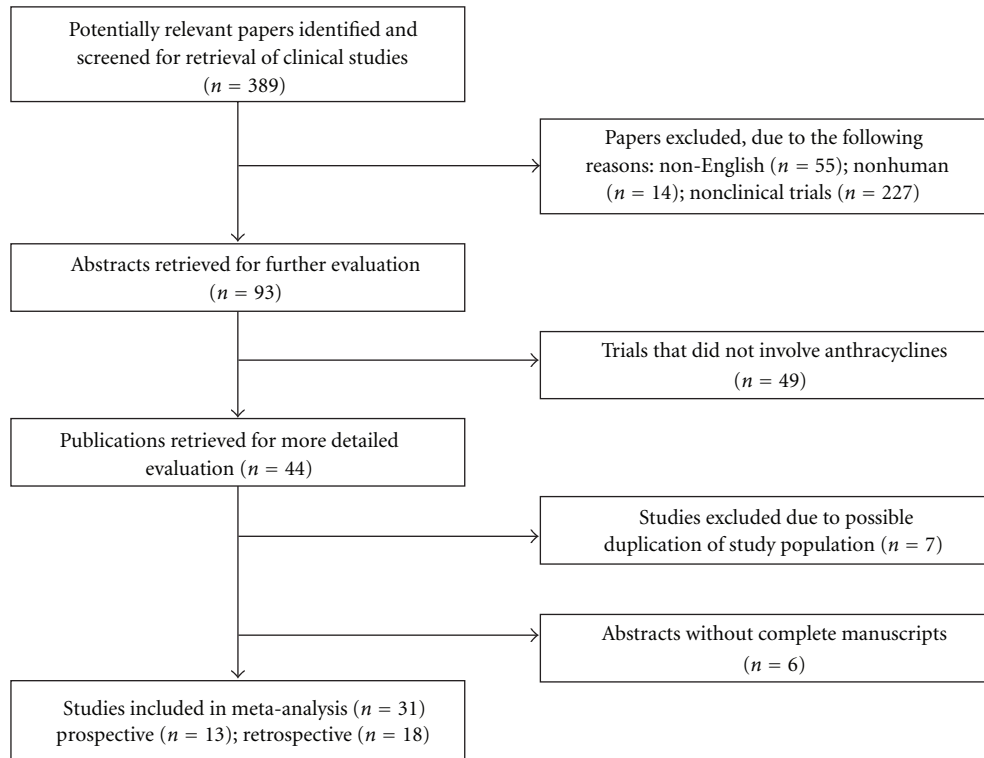 Potentially relevant papers identified and
screened for retrieval of clinical studies
(n = 389)
Papers excluded, due to the following
reasons: non-English (n = 55); nonhuman
(n = 14); nonclinical trials (n = 227)
Abstracts retrieved for further evaluation
(n = 93)
Trials that did not involve anthracyclines
(n = 49)
Publications retrieved for more detailed
evaluation (n = 44)
Studies excluded due to possible
duplication of study population (n = 7)
Abstracts without complete manuscripts
(n = 6)
Studies included in meta-analysis (n = 31)
prospective (n = 13); retrospective (n = 18)